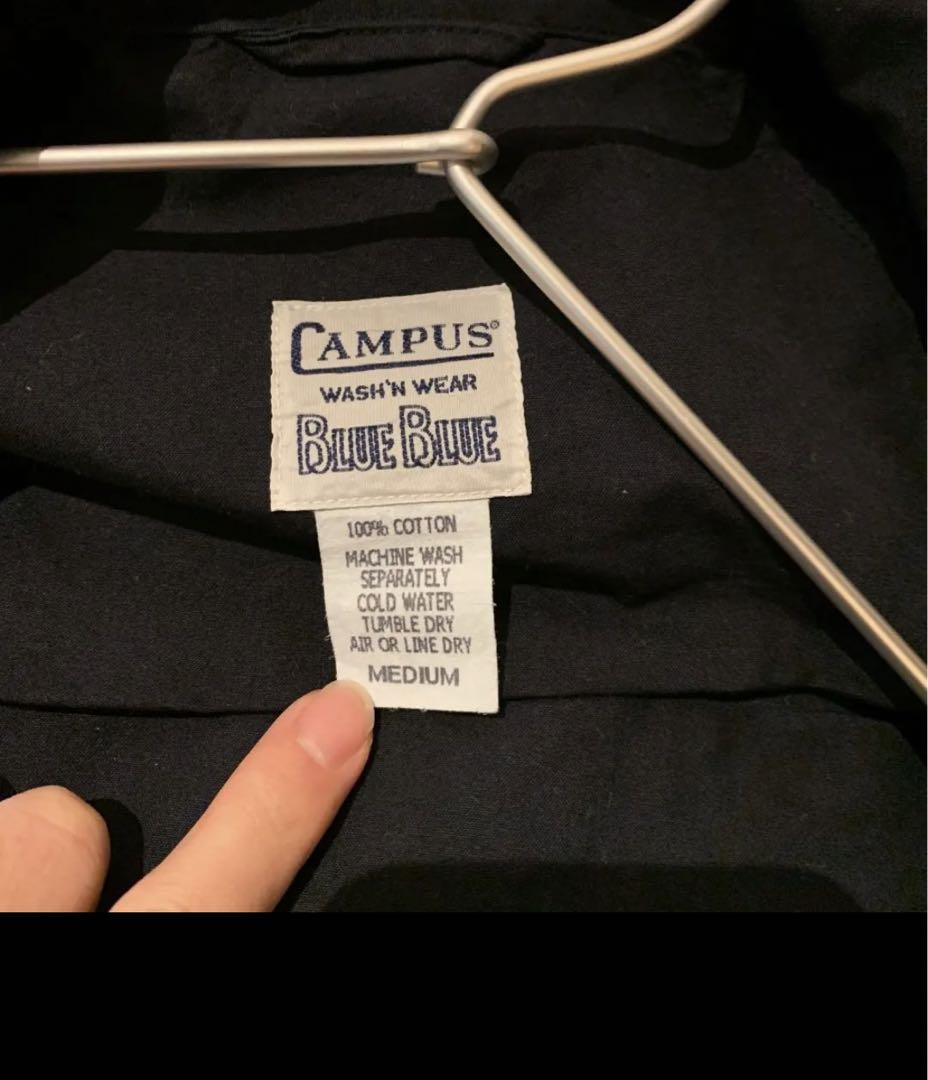 CAMPUS®
WASH'N WEAR
BLUE BLUE
100% COTTON
MACHINE WASH
SEPARATELY
COLD WATER
TUMBLE DRY
AIR OR LINE DRY
MEDIUM